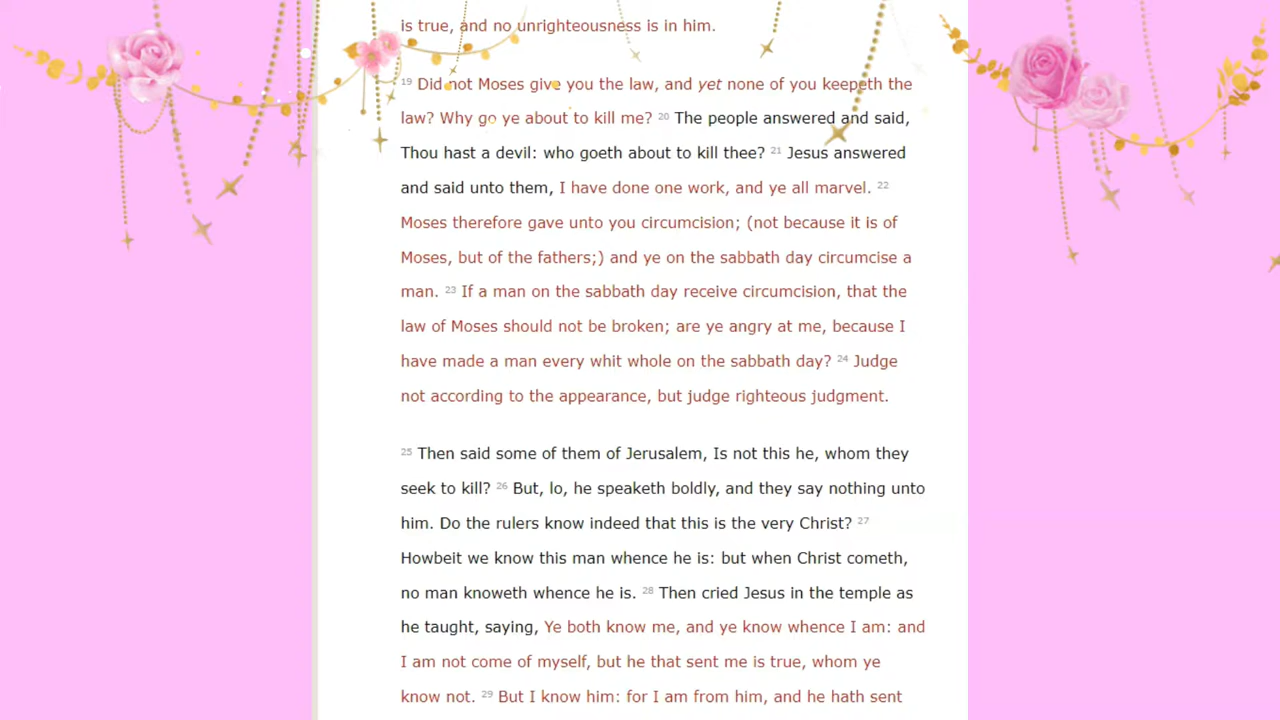 is true, and no unrighteousness is in him.
19 Did not Moses give you the law, and yet none of you keepeth the
law? Why go ye about to kill me? 20 The people answered and said,
Thou hast a devil: who goeth about to kill thee? 21 Jesus answered
and said unto them, I have done one work, and ye all marvel. 22
Moses therefore gave unto you circumcision; (not because it is of
Moses, but of the fathers;) and ye on the sabbath day circumcise a
man. 23 If a man on the sabbath day receive circumcision, that the
law of Moses should not be broken; are ye angry at me, because I
have made a man every whit whole on the sabbath day? 24 Judge
not according to the appearance, but judge righteous judgment.
25 Then said some of them of Jerusalem, Is not this he, whom they
seek to kill? 26 But, lo, he speaketh boldly, and they say nothing unto
him. Do the rulers know indeed that this is the very Christ? 27
Howbeit we know this man whence he is: but when Christ cometh,
no man knoweth whence he is. 28 Then cried Jesus in the temple as
he taught, saying, Ye both know me, and ye know whence I am: and
I am not come of myself, but he that sent me is true, whom ye
know not. 29 But I know him: for I am from him, and he hath sent